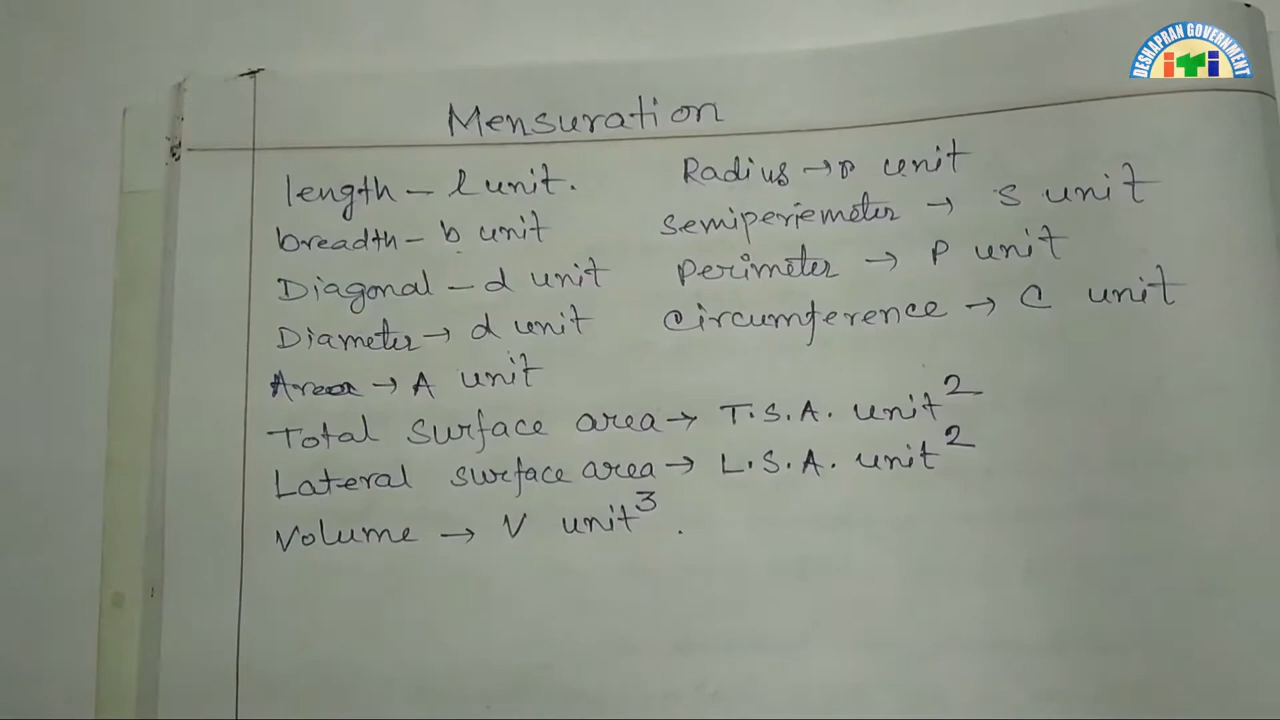 DESHAPRAN GOVERNMENT
iTi
Mensuration
length – l unit.
breadth – b unit
Diagonal – d unit
Diameter → d unit
Area → A unit
Radius → r unit
Semiperiemeter → s unit
perimeter → P unit
Circumference → C unit
Total surface area → T.S.A. unit²
Lateral surface area → L.S.A. unit²
Volume → V unit³.